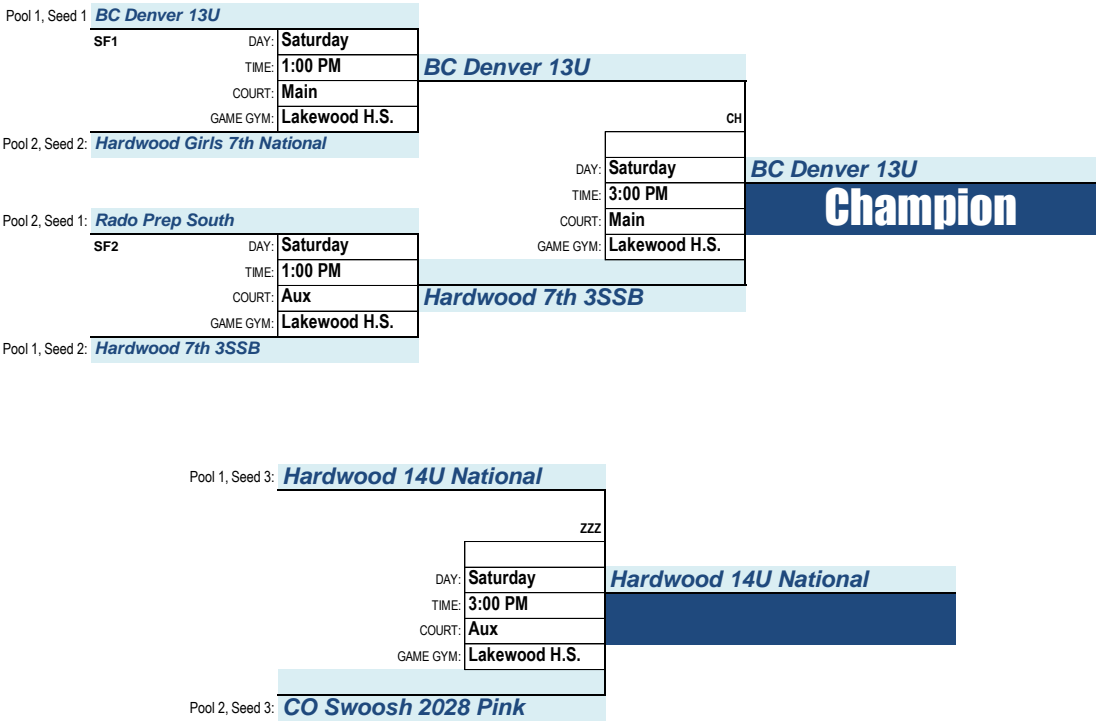 Pool 1, Seed 1 BC Denver 13U
SF1 DAY: Saturday
TIME: 1:00 PM BC Denver 13U
COURT: Main
GAME GYM: Lakewood H.S. CH
Pool 2, Seed 2: Hardwood Girls 7th National
DAY: Saturday BC Denver 13U
TIME: 3:00 PM Champion
Pool 2, Seed 1: Rado Prep South COURT: Main
SF2 DAY: Saturday GAME GYM: Lakewood H.S.
TIME: 1:00 PM
COURT: Aux Hardwood 7th 3SSB
GAME GYM: Lakewood H.S.
Pool 1, Seed 2: Hardwood 7th 3SSB
Pool 1, Seed 3: Hardwood 14U National
ZZZ
DAY: Saturday Hardwood 14U National
TIME: 3:00 PM
COURT: Aux
GAME GYM: Lakewood H.S.
Pool 2, Seed 3: CO Swoosh 2028 Pink